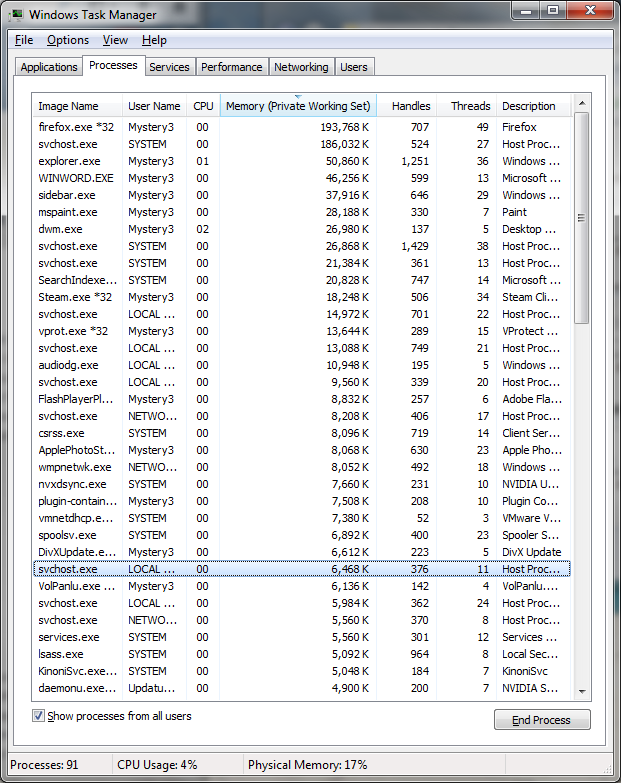 Windows Task Manager
File Options View Help
Applications Processes Services Performance Networking Users
Image Name User Name CPU Memory (Private Working Set) Handles Threads Description
firefox.exe *32 Mystery3 00 193,768 K 707 49 Firefox
svchost.exe SYSTEM 00 186,032 K 524 27 Host Proc...
explorer.exe Mystery3 01 50,860 K 1,251 36 Windows ...
WINWORD.EXE Mystery3 00 46,256 K 599 13 Microsoft ...
sidebar.exe Mystery3 00 37,916 K 646 29 Windows ...
mspaint.exe Mystery3 00 28,188 K 330 7 Paint
dwm.exe Mystery3 02 26,980 K 137 5 Desktop ...
svchost.exe SYSTEM 00 26,868 K 1,429 38 Host Proc...
svchost.exe SYSTEM 00 21,384 K 361 13 Host Proc...
SearchIndexe... SYSTEM 00 20,828 K 747 14 Microsoft ...
Steam.exe *32 Mystery3 00 18,248 K 506 34 Steam Cli...
svchost.exe LOCAL ... 00 14,972 K 701 22 Host Proc...
vprot.exe *32 Mystery3 00 13,644 K 289 15 VProtect ...
svchost.exe LOCAL ... 00 13,088 K 749 21 Host Proc...
audiodg.exe LOCAL ... 00 10,948 K 195 5 Windows ...
svchost.exe LOCAL ... 00 9,560 K 339 20 Host Proc...
FlashPlayerPl... Mystery3 00 8,832 K 257 6 Adobe Fla...
svchost.exe NETWO... 00 8,208 K 406 17 Host Proc...
csrss.exe SYSTEM 00 8,096 K 719 14 Client Ser...
ApplePhotoSt... Mystery3 00 8,068 K 630 23 Apple Pho...
wmpnetwk.exe NETWO... 00 8,052 K 492 18 Windows ...
nvxdsync.exe SYSTEM 00 7,660 K 231 10 NVIDIA U...
plugin-contain... Mystery3 00 7,508 K 208 10 Plugin Co...
vmnetdhcp.e... SYSTEM 00 7,380 K 52 3 VMware V...
spoolsv.exe SYSTEM 00 6,892 K 400 23 Spooler S...
DivXUpdate.e... Mystery3 00 6,612 K 223 5 DivX Update
svchost.exe LOCAL ... 00 6,468 K 376 11 Host Proc...
VolPanlu.exe ... Mystery3 00 6,136 K 142 4 VolPanlu....
svchost.exe LOCAL ... 00 5,984 K 362 24 Host Proc...
svchost.exe NETWO... 00 5,560 K 370 8 Host Proc...
services.exe SYSTEM 00 5,560 K 301 12 Services ...
lsass.exe SYSTEM 00 5,092 K 964 8 Local Sec...
KinoniSvc.exe... SYSTEM 00 5,048 K 184 7 KinoniSvc
daemonu.exe... Updatu... 00 4,900 K 200 7 NVIDIA S...
Show processes from all users
End Process
Processes: 91 CPU Usage: 4% Physical Memory: 17%